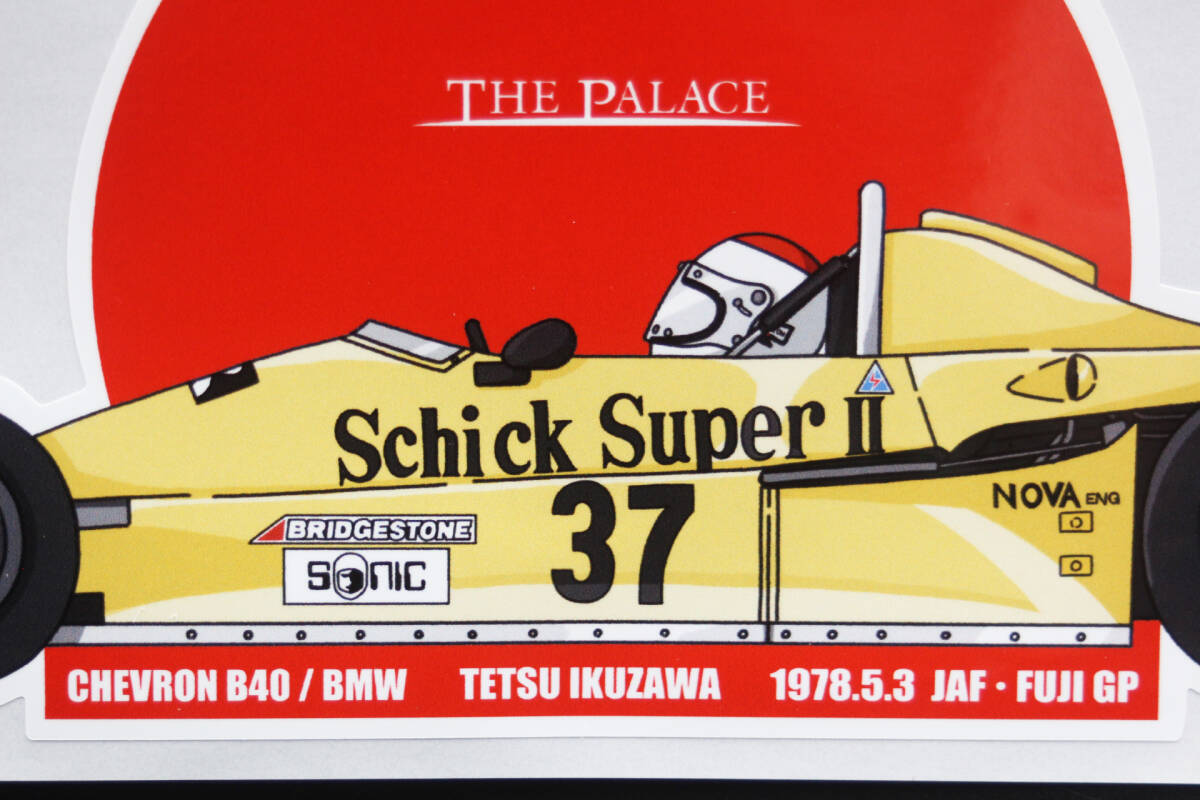 THE PALACE
Schick Super II
37
NOVA ENG
BRIDGESTONE
SONIC
CHEVRON B40 / BMW TETSU IKUZAWA 1978.5.3 JAF・FUJI GP